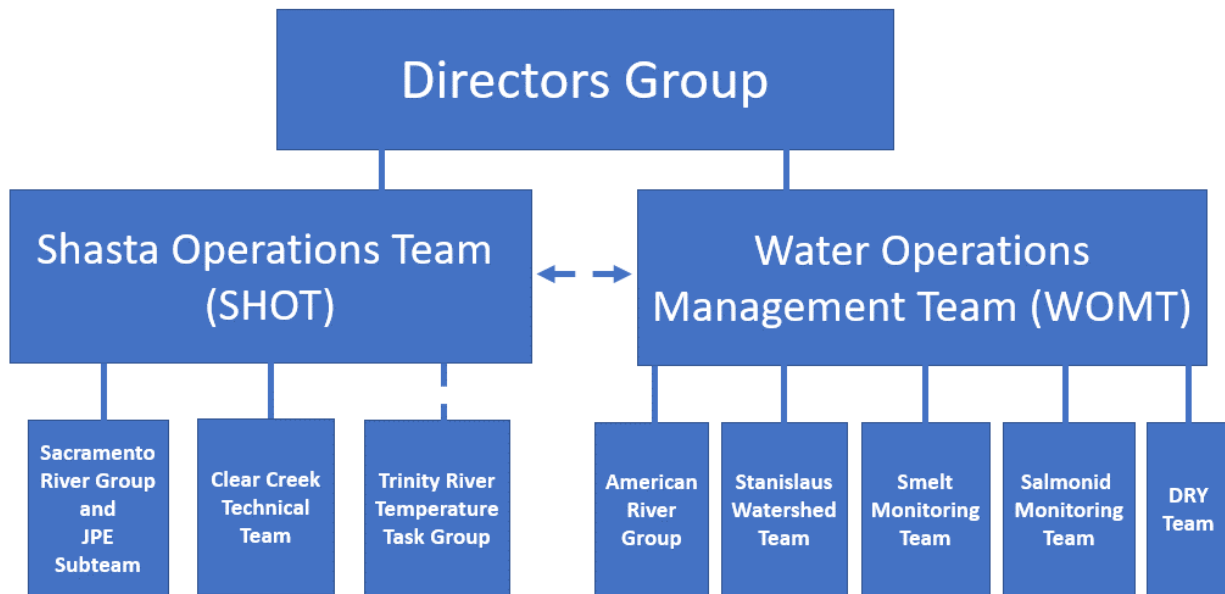 Directors Group
Shasta Operations Team
(SHOT)
Water Operations
Management Team (WOMT)
Sacramento
River Group
and
JPE
Subteam
Clear Creek
Technical
Team
Trinity River
Temperature
Task Group
American
River
Group
Stanislaus
Watershed
Team
Smelt
Monitoring
Team
Salmonid
Monitoring
Team
DRY
Team